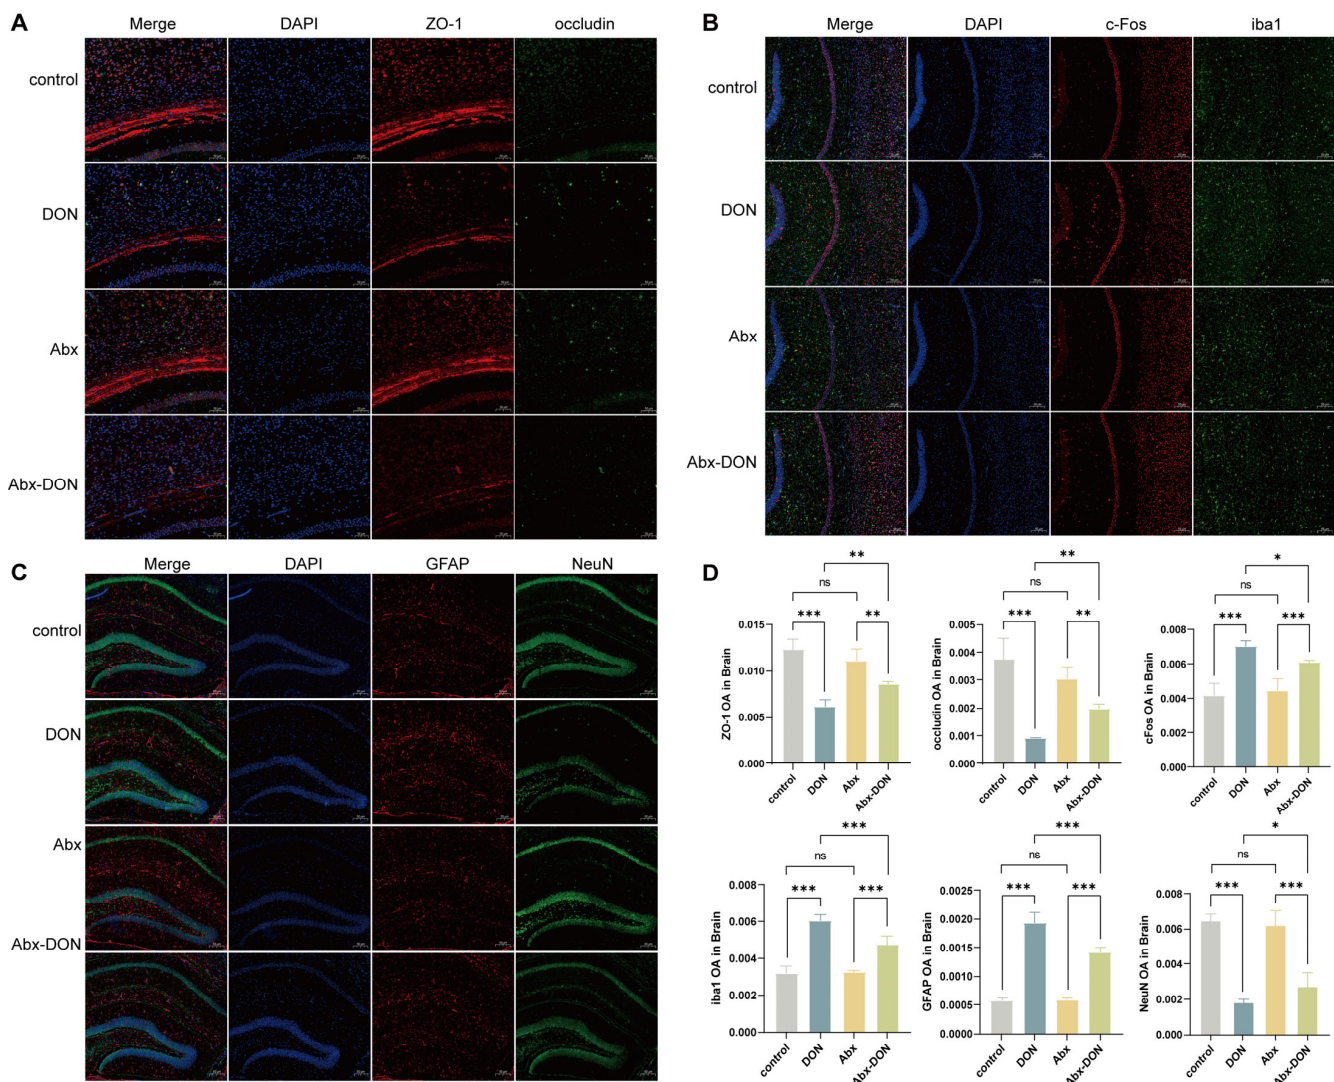 A
Merge DAPI ZO-1 occludin
control
DON
Abx
Abx-DON
B
Merge DAPI c-Fos iba1
control
DON
Abx
Abx-DON
C
Merge DAPI GFAP NeuN
control
DON
Abx
Abx-DON
D
**
ns
*** **
ZO-1 OA in Brain
0.015
0.010
0.005
0.000
control DON Abx Abx-DON
**
ns
*** **
occludin OA in Brain
0.005
0.004
0.003
0.002
0.001
0.000
control DON Abx Abx-DON
*
ns
*** ***
cFos OA in Brain
0.008
0.006
0.004
0.002
0.000
control DON Abx Abx-DON
***
ns
*** ***
iba1 OA in Brain
0.008
0.006
0.004
0.002
0.000
control DON Abx Abx-DON
***
ns
*** ***
GFAP OA in Brain
0.0025
0.0020
0.0015
0.0010
0.0005
0.0000
control DON Abx Abx-DON
*
ns
*** ***
NeuN OA in Brain
0.008
0.006
0.004
0.002
0.000
control DON Abx Abx-DON